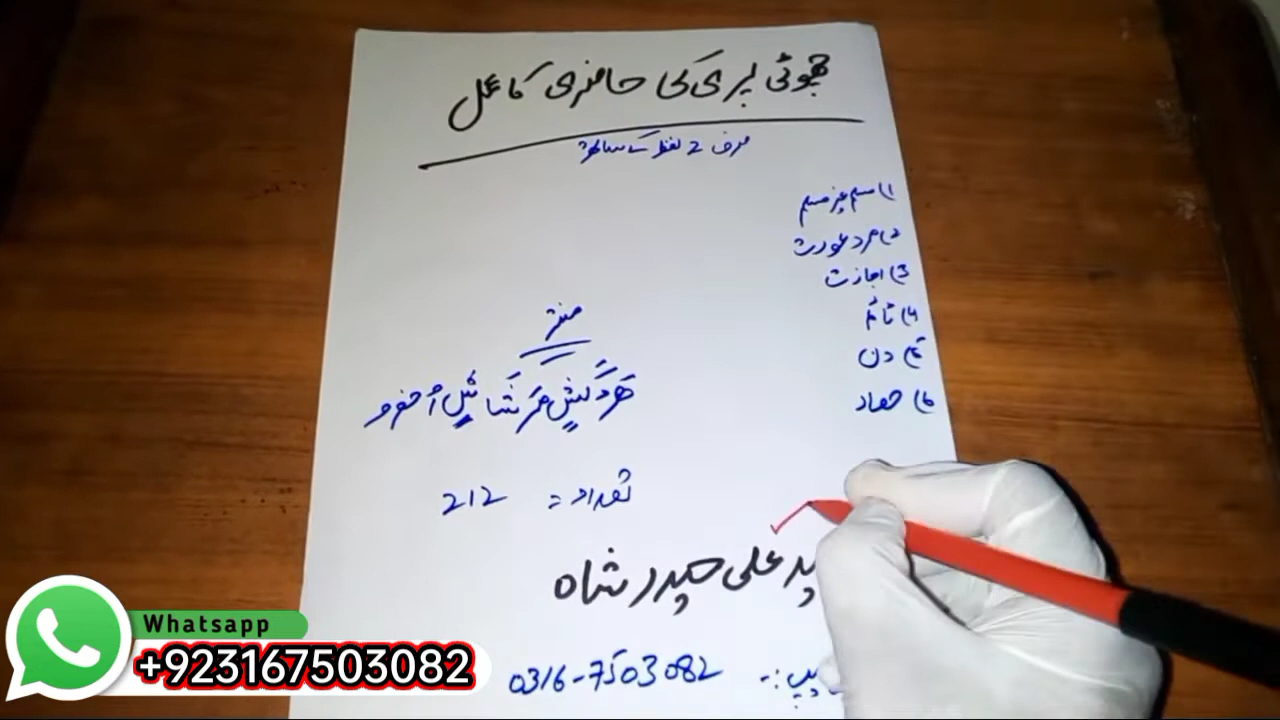 چھوٹی پری کی حاضری کا عمل
صرف 2 لفظ کے ساتھ
1) مسلم غیر مسلم
2) مرد عورت
3) اجازت
4) ٹائم
5) دن
6) حصار
منتر
تعداد = 212
علی حیدر شاہ
0316-7503082
Whatsapp
+923167503082